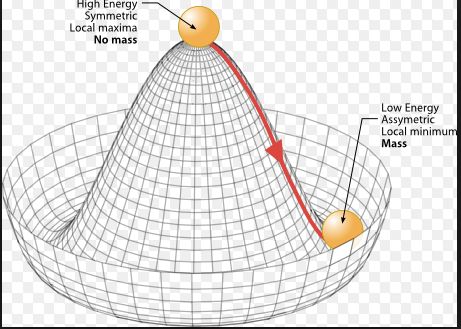 High Energy
Symmetric
Local maxima
No mass
Low Energy
Assymetric
Local minimum
Mass